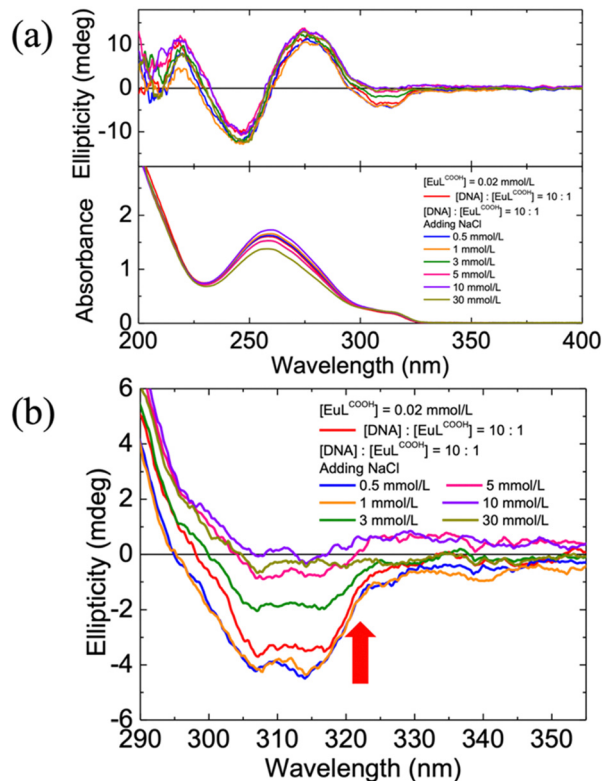 (a)
Ellipticity (mdeg)
10
0
-10
Absorbance
2
1
0
[EuL^COOH] = 0.02 mmol/L
[DNA] : [EuL^COOH] = 10 : 1
[DNA] : [EuL^COOH] = 10 : 1
Adding NaCl
0.5 mmol/L
1 mmol/L
3 mmol/L
5 mmol/L
10 mmol/L
30 mmol/L
200 250 300 350 400
Wavelength (nm)
(b)
Ellipticity (mdeg)
6
4
2
0
-2
-4
-6
[EuL^COOH] = 0.02 mmol/L
[DNA] : [EuL^COOH] = 10 : 1
[DNA] : [EuL^COOH] = 10 : 1
Adding NaCl
0.5 mmol/L 5 mmol/L
1 mmol/L 10 mmol/L
3 mmol/L 30 mmol/L
290 300 310 320 330 340 350
Wavelength (nm)